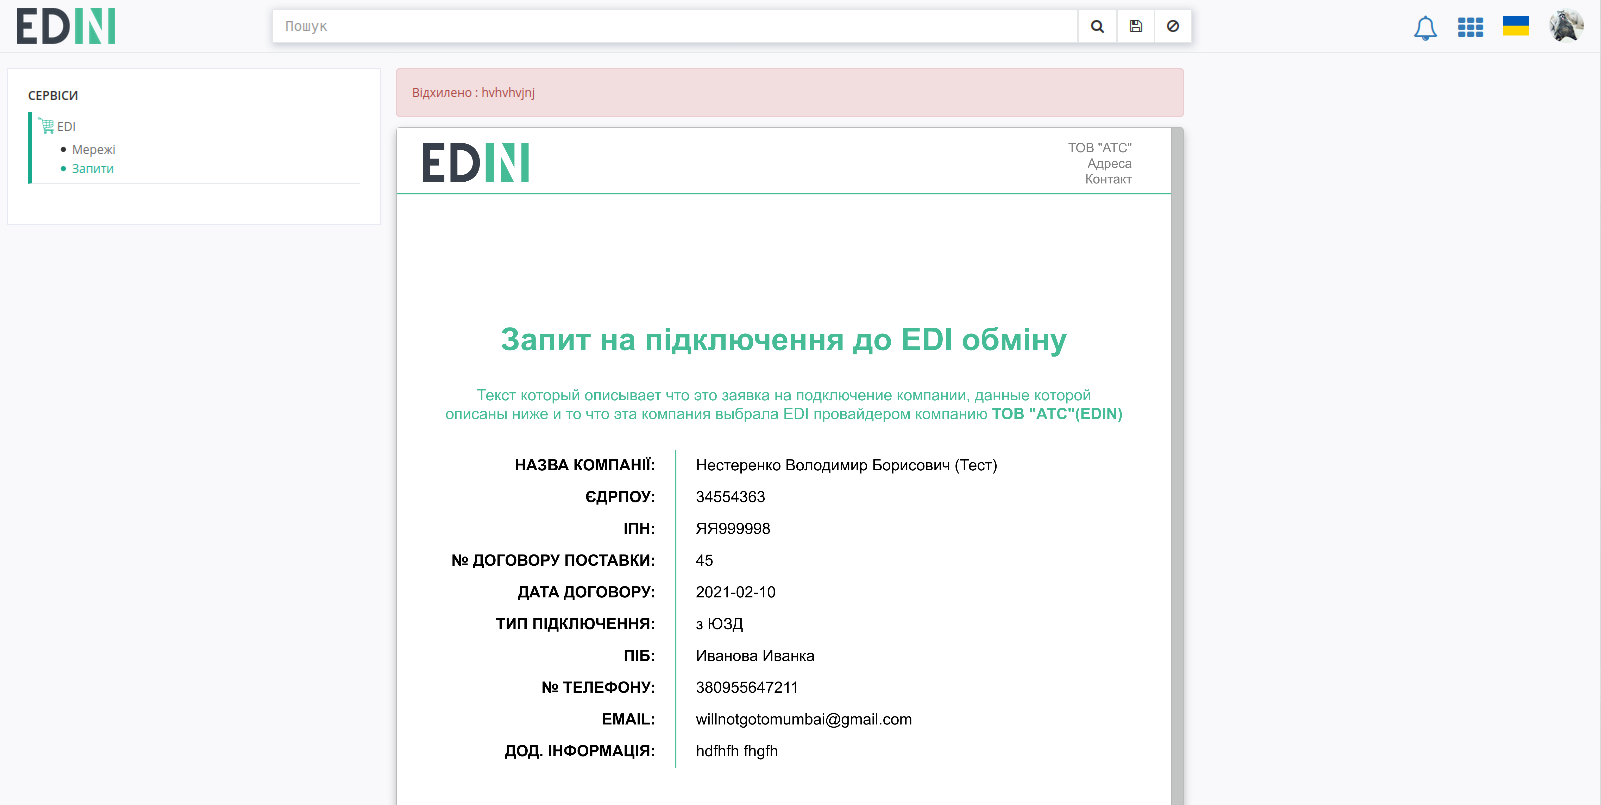 EDIN
Пошук
СЕРВІСИ
EDI
Мережі
Запити
Відхилено : hvhvhvjnj
EDIN
ТОВ "АТС"
Адреса
Контакт
Запит на підключення до EDI обміну
Текст который описывает что это заявка на подключение компании, данные которой
описаны ниже и то что эта компания выбрала EDI провайдером компанию ТОВ "АТС"(EDIN)
НАЗВА КОМПАНІЇ: Нестеренко Володимир Борисович (Тест)
ЄДРПОУ: 34554363
ІПН: ЯЯ999998
№ ДОГОВОРУ ПОСТАВКИ: 45
ДАТА ДОГОВОРУ: 2021-02-10
ТИП ПІДКЛЮЧЕННЯ: з ЮЗД
ПІБ: Иванова Иванка
№ ТЕЛЕФОНУ: 380955647211
EMAIL: willnotgotomumbai@gmail.com
ДОД. ІНФОРМАЦІЯ: hdfhfh fhgfh